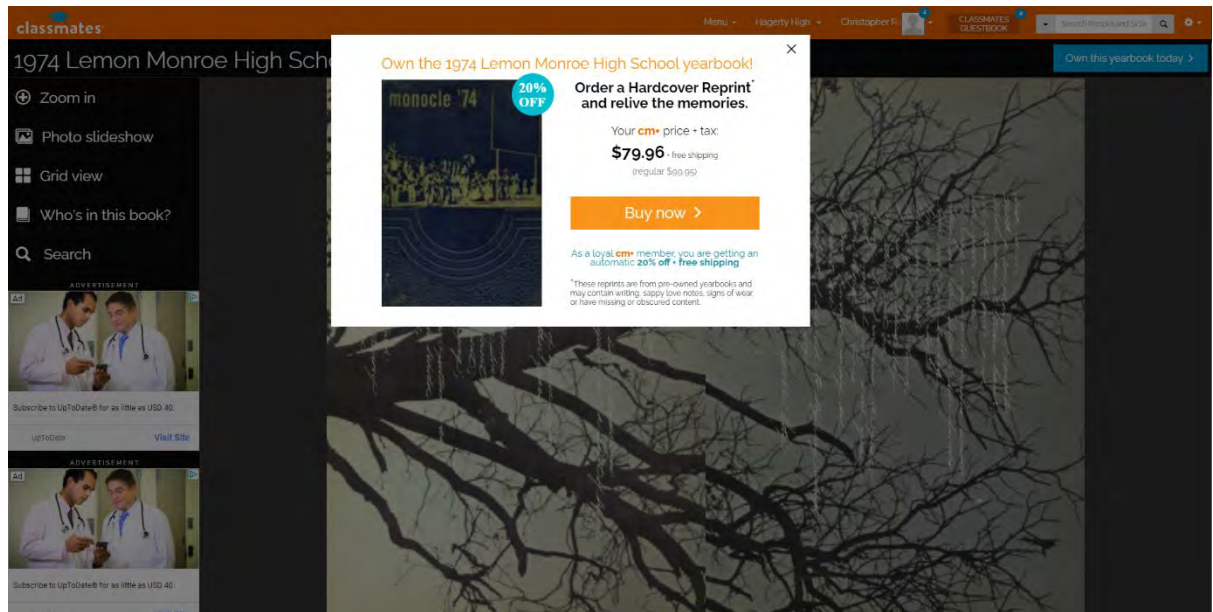 classmates
Menu
Hagerty High
Christopher R
CLASSMATES
GUESTBOOK
1974 Lemon Monroe High Sch
Own this yearbook today >
Zoom in
Photo slideshow
Grid view
Who's in this book?
Search
ADVERTISEMENT
Ad
Subscribe to UpToDate® for as little as USD 40.
UpToDate
Visit Site
ADVERTISEMENT
Ad
Subscribe to UpToDate® for as little as USD 40.
Own the 1974 Lemon Monroe High School yearbook!
monocle '74
20%
OFF
Order a Hardcover Reprint*
and relive the memories.
Your cm+ price + tax:
$79.96 + free shipping
(regular $99.95)
Buy now >
As a loyal cm+ member, you are getting an
automatic 20% off + free shipping
*These reprints are from pre-owned yearbooks and
may contain writing, sappy love notes, signs of wear,
or have missing or obscured content.